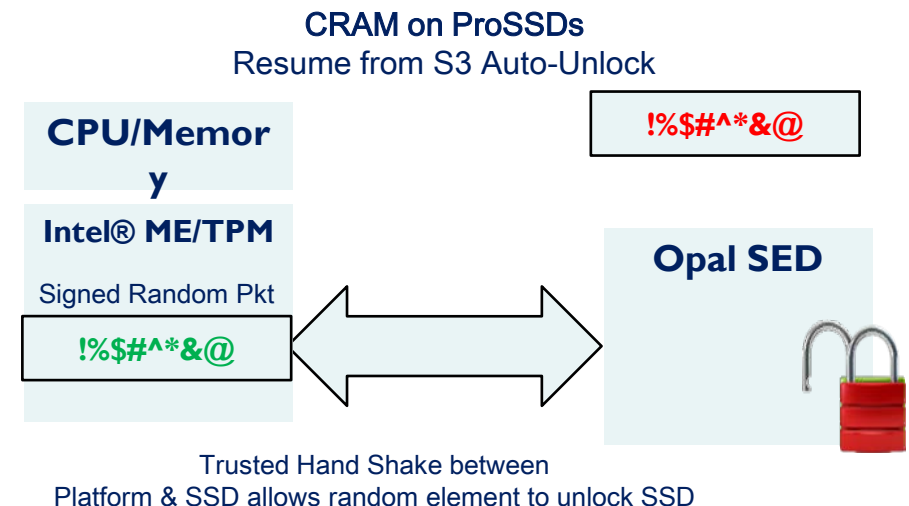 CRAM on ProSSDs
Resume from S3 Auto-Unlock
!%$#^*&@
CPU/Memor
y
Intel® ME/TPM
Signed Random Pkt
!%$#^*&@
Opal SED
Trusted Hand Shake between
Platform & SSD allows random element to unlock SSD